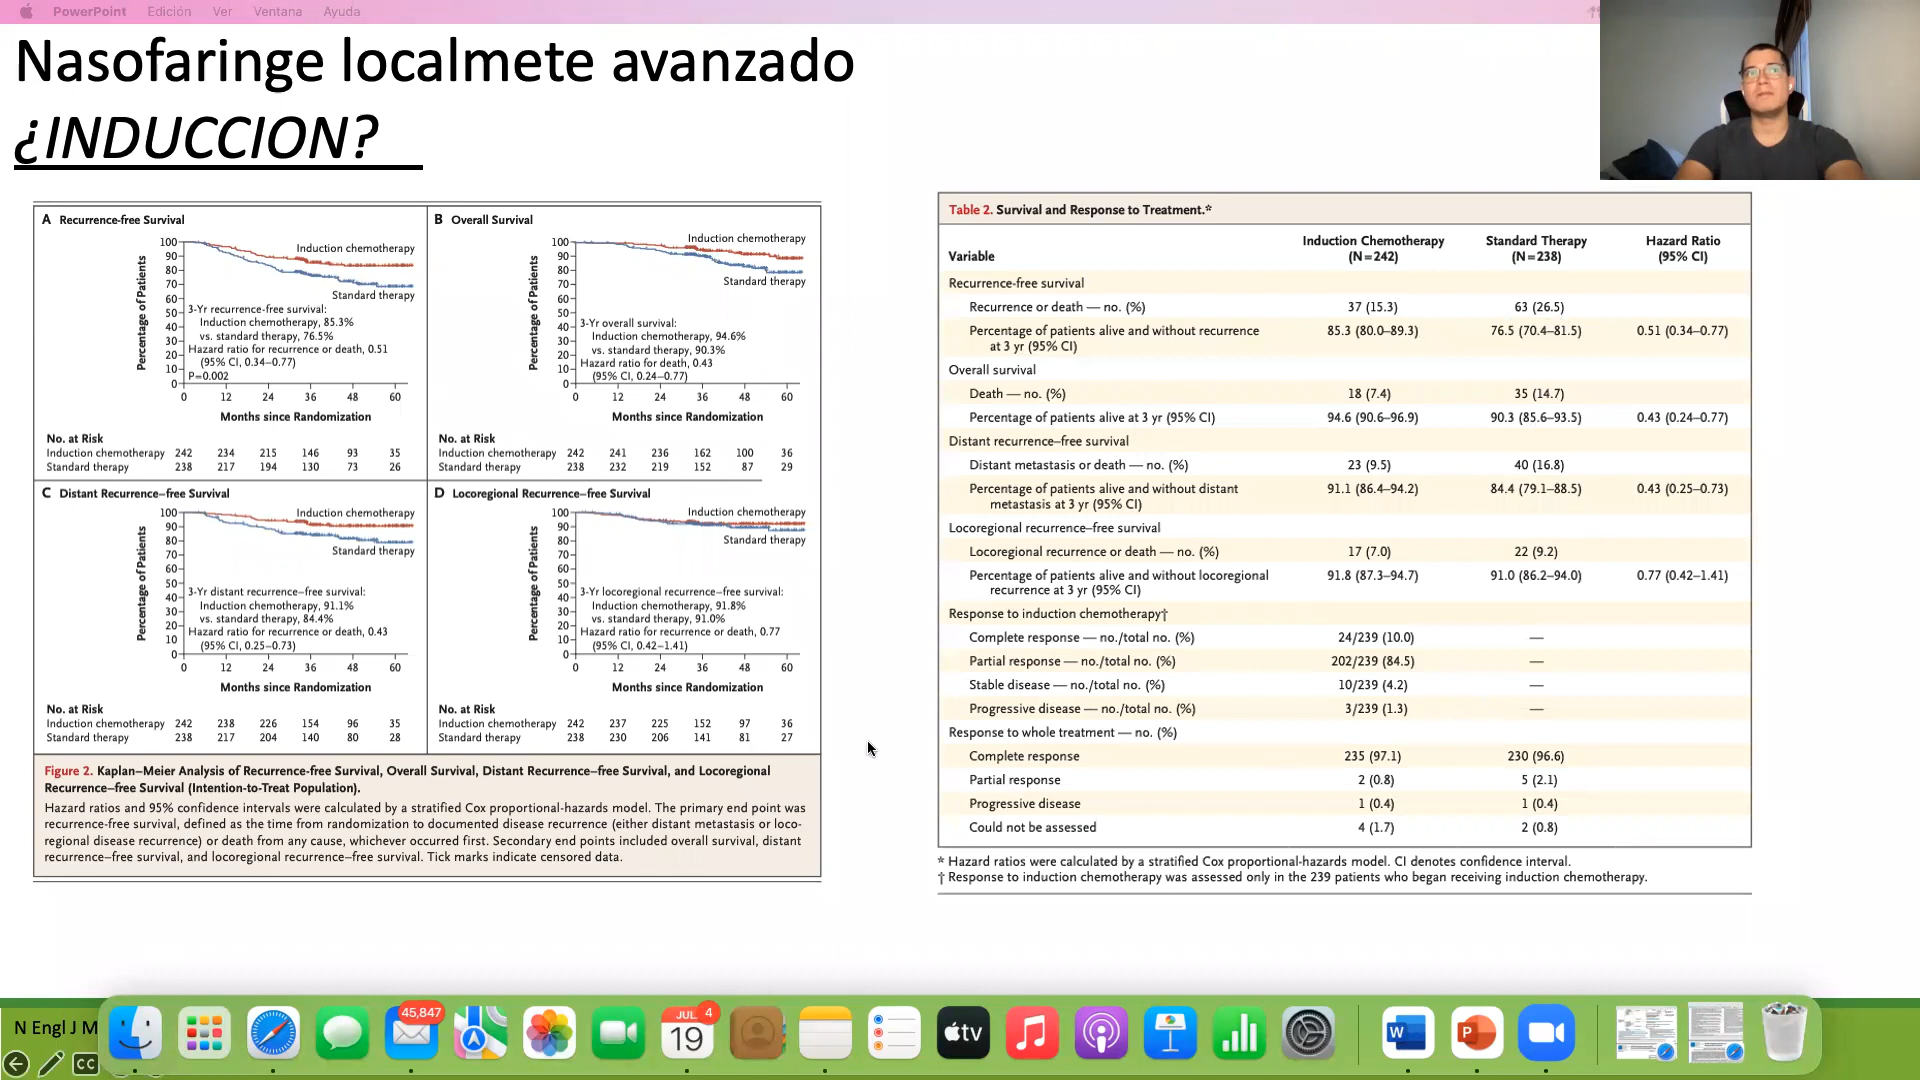 PowerPoint Edición Ver Ventana Ayuda
Nasofaringe localmete avanzado
¿INDUCCION?
A Recurrence-free Survival
Induction chemotherapy
Standard therapy
Percentage of Patients
100
90
80
70
60
50
40
30
20
10
0
3-Yr recurrence-free survival:
Induction chemotherapy, 85.3%
vs. standard therapy, 76.5%
Hazard ratio for recurrence or death, 0.51
(95% CI, 0.34–0.77)
P=0.002
0 12 24 36 48 60
Months since Randomization
No. at Risk
Induction chemotherapy 242 234 215 146 93 35
Standard therapy 238 217 194 130 73 26
B Overall Survival
Induction chemotherapy
Standard therapy
Percentage of Patients
100
90
80
70
60
50
40
30
20
10
0
3-Yr overall survival:
Induction chemotherapy, 94.6%
vs. standard therapy, 90.3%
Hazard ratio for death, 0.43
(95% CI, 0.24–0.77)
0 12 24 36 48 60
Months since Randomization
No. at Risk
Induction chemotherapy 242 241 236 162 100 36
Standard therapy 238 232 219 152 87 29
C Distant Recurrence–free Survival
Induction chemotherapy
Standard therapy
Percentage of Patients
100
90
80
70
60
50
40
30
20
10
0
3-Yr distant recurrence–free survival:
Induction chemotherapy, 91.1%
vs. standard therapy, 84.4%
Hazard ratio for recurrence or death, 0.43
(95% CI, 0.25–0.73)
0 12 24 36 48 60
Months since Randomization
No. at Risk
Induction chemotherapy 242 238 226 154 96 35
Standard therapy 238 217 204 140 80 28
D Locoregional Recurrence–free Survival
Induction chemotherapy
Standard therapy
Percentage of Patients
100
90
80
70
60
50
40
30
20
10
0
3-Yr locoregional recurrence–free survival:
Induction chemotherapy, 91.8%
vs. standard therapy, 91.0%
Hazard ratio for recurrence or death, 0.77
(95% CI, 0.42–1.41)
0 12 24 36 48 60
Months since Randomization
No. at Risk
Induction chemotherapy 242 237 225 152 97 36
Standard therapy 238 230 206 141 81 27
Figure 2. Kaplan–Meier Analysis of Recurrence-free Survival, Overall Survival, Distant Recurrence–free Survival, and Locoregional
Recurrence–free Survival (Intention-to-Treat Population).
Hazard ratios and 95% confidence intervals were calculated by a stratified Cox proportional-hazards model. The primary end point was
recurrence-free survival, defined as the time from randomization to documented disease recurrence (either distant metastasis or loco-
regional disease recurrence) or death from any cause, whichever occurred first. Secondary end points included overall survival, distant
recurrence–free survival, and locoregional recurrence–free survival. Tick marks indicate censored data.
Table 2. Survival and Response to Treatment.*
Variable Induction Chemotherapy (N=242) Standard Therapy (N=238) Hazard Ratio (95% CI)
Recurrence-free survival
Recurrence or death — no. (%) 37 (15.3) 63 (26.5)
Percentage of patients alive and without recurrence 85.3 (80.0–89.3) 76.5 (70.4–81.5) 0.51 (0.34–0.77)
at 3 yr (95% CI)
Overall survival
Death — no. (%) 18 (7.4) 35 (14.7)
Percentage of patients alive at 3 yr (95% CI) 94.6 (90.6–96.9) 90.3 (85.6–93.5) 0.43 (0.24–0.77)
Distant recurrence–free survival
Distant metastasis or death — no. (%) 23 (9.5) 40 (16.8)
Percentage of patients alive and without distant 91.1 (86.4–94.2) 84.4 (79.1–88.5) 0.43 (0.25–0.73)
metastasis at 3 yr (95% CI)
Locoregional recurrence–free survival
Locoregional recurrence or death — no. (%) 17 (7.0) 22 (9.2)
Percentage of patients alive and without locoregional 91.8 (87.3–94.7) 91.0 (86.2–94.0) 0.77 (0.42–1.41)
recurrence at 3 yr (95% CI)
Response to induction chemotherapy†
Complete response — no./total no. (%) 24/239 (10.0) —
Partial response — no./total no. (%) 202/239 (84.5) —
Stable disease — no./total no. (%) 10/239 (4.2) —
Progressive disease — no./total no. (%) 3/239 (1.3) —
Response to whole treatment — no. (%)
Complete response 235 (97.1) 230 (96.6)
Partial response 2 (0.8) 5 (2.1)
Progressive disease 1 (0.4) 1 (0.4)
Could not be assessed 4 (1.7) 2 (0.8)
* Hazard ratios were calculated by a stratified Cox proportional-hazards model. CI denotes confidence interval.
† Response to induction chemotherapy was assessed only in the 239 patients who began receiving induction chemotherapy.
N Engl J M
45,847
JUL 4
19
tv
W
P
CC